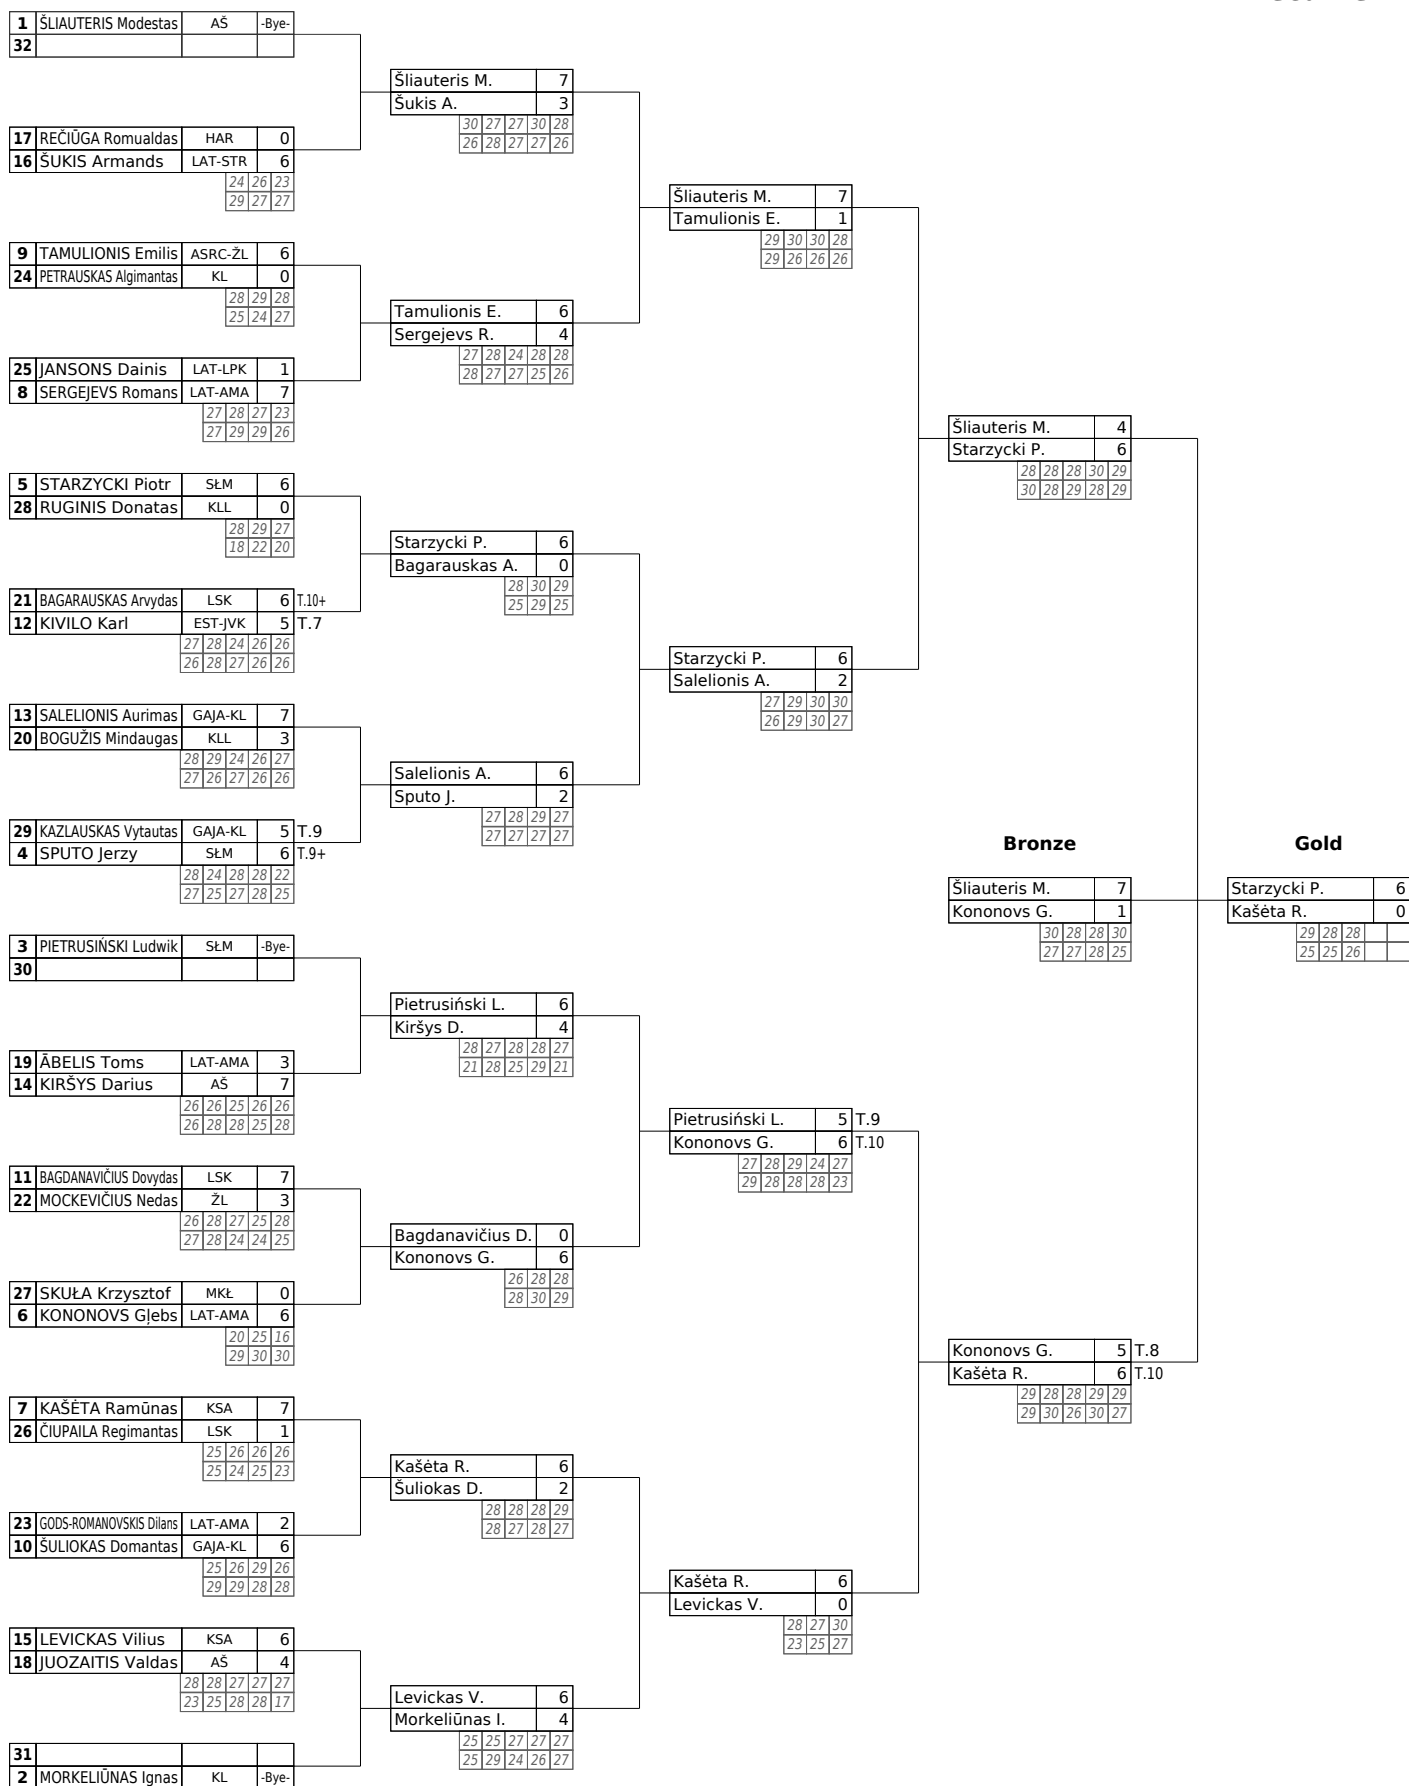 1 ŠLIAUTERIS Modestas AŠ -Bye-
32
Šliauteris M. 7
Šukis A. 3
30 27 27 30 28
26 28 27 27 26
17 REČIŪGA Romualdas HAR 0
16 ŠUKIS Armands LAT-STR 6
24 26 23
29 27 27
Šliauteris M. 7
Tamulionis E. 1
29 30 30 28
29 26 26 26
9 TAMULIONIS Emilis ASRC-ŽL 6
24 PETRAUSKAS Algimantas KL 0
28 29 28
25 24 27
Tamulionis E. 6
Sergejevs R. 4
27 28 24 28 28
28 27 27 25 26
25 JANSONS Dainis LAT-LPK 1
8 SERGEJEVS Romans LAT-AMA 7
27 28 27 23
27 29 29 26
Šliauteris M. 4
Starzycki P. 6
28 28 28 30 29
30 28 29 28 29
5 STARZYCKI Piotr SŁM 6
28 RUGINIS Donatas KLL 0
28 29 27
18 22 20
Starzycki P. 6
Bagarauskas A. 0
28 30 29
25 29 25
21 BAGARAUSKAS Arvydas LSK 6 T.10+
12 KIVILO Karl EST-JVK 5 T.7
27 28 24 26 26
26 28 27 26 26
Starzycki P. 6
Salelionis A. 2
27 29 30 30
26 29 30 27
13 SALELIONIS Aurimas GAJA-KL 7
20 BOGUŽIS Mindaugas KLL 3
28 29 24 26 27
27 26 27 26 26
Salelionis A. 6
Sputo J. 2
27 28 29 27
27 27 27 27
29 KAZLAUSKAS Vytautas GAJA-KL 5 T.9
4 SPUTO Jerzy SŁM 6 T.9+
28 24 28 28 22
27 25 27 28 25
Bronze Gold
Šliauteris M. 7 Starzycki P. 6
Kononovs G. 1 Kašėta R. 0
30 28 28 30 29 28 28
27 27 28 25 25 25 26
3 PIETRUSIŃSKI Ludwik SŁM -Bye-
30
Pietrusiński L. 6
Kiršys D. 4
28 27 28 28 27
21 28 25 29 21
19 ĀBELIS Toms LAT-AMA 3
14 KIRŠYS Darius AŠ 7
26 26 25 26 26
26 28 28 25 28
Pietrusiński L. 5 T.9
Kononovs G. 6 T.10
27 28 29 24 27
29 28 28 28 23
11 BAGDANAVIČIUS Dovydas LSK 7
22 MOCKEVIČIUS Nedas ŽL 3
26 28 27 25 28
27 28 24 24 25
Bagdanavičius D. 0
Kononovs G. 6
26 28 28
28 30 29
27 SKUŁA Krzysztof MKŁ 0
6 KONONOVS Gļebs LAT-AMA 6
20 25 16
29 30 30
Kononovs G. 5 T.8
Kašėta R. 6 T.10
29 28 28 29 29
29 30 26 30 27
7 KAŠĖTA Ramūnas KSA 7
26 ČIUPAILA Regimantas LSK 1
25 26 26 26
25 24 25 23
Kašėta R. 6
Šuliokas D. 2
28 28 28 29
28 27 28 27
23 GODS-ROMANOVSKIS Dilans LAT-AMA 2
10 ŠULIOKAS Domantas GAJA-KL 6
25 26 29 26
29 29 28 28
Kašėta R. 6
Levickas V. 0
28 27 30
23 25 27
15 LEVICKAS Vilius KSA 6
18 JUOZAITIS Valdas AŠ 4
28 28 27 27 27
23 25 28 28 17
Levickas V. 6
Morkeliūnas I. 4
25 25 27 27 27
25 29 24 26 27
31
2 MORKELIŪNAS Ignas KL -Bye-